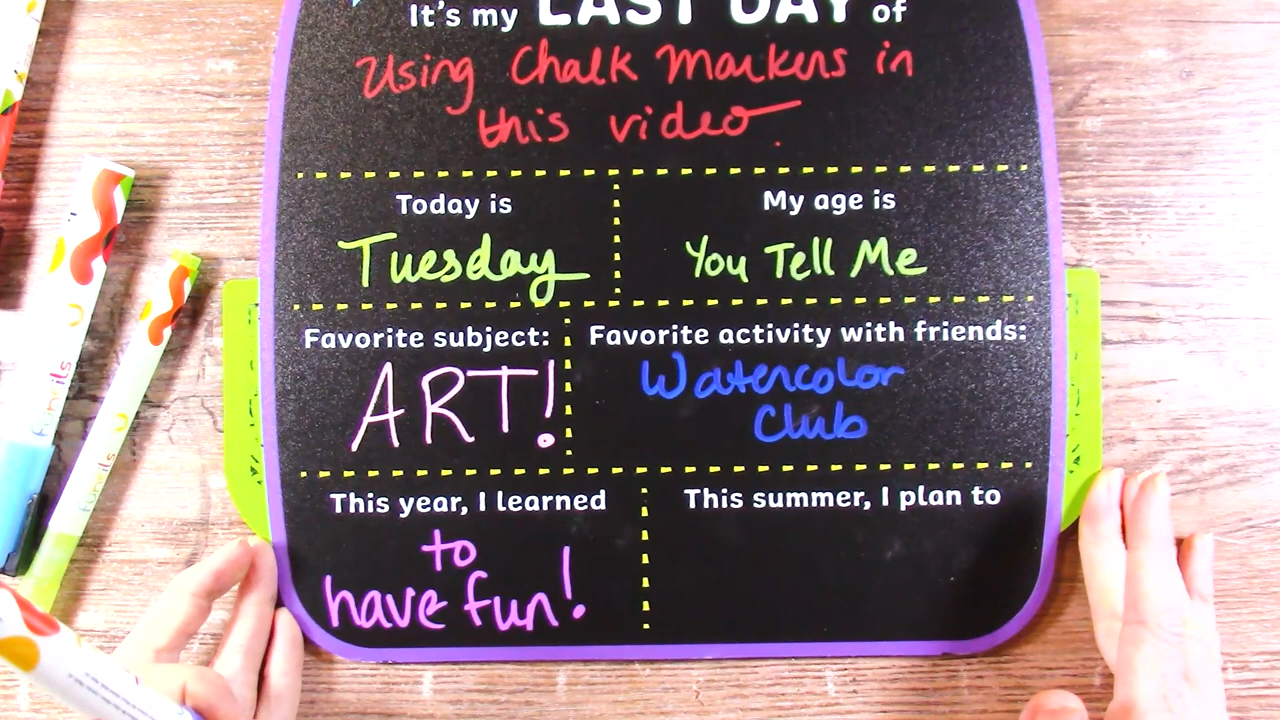 It's my LAST DAY of
Using Chalk Markers in
this video.
Today is
Tuesday
My age is
You Tell Me
Favorite subject:
ART!
Favorite activity with friends:
Watercolor
Club
This year, I learned
to
have fun!
This summer, I plan to
funbrils